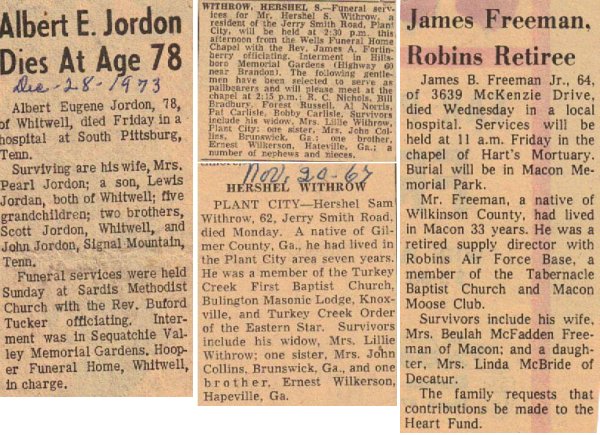 Albert E. Jordon
Dies At Age 78
Dec-28-1973
Albert Eugene Jordon, 78,
of Whitwell, died Friday in a
hospital at South Pittsburg,
Tenn.
Surviving are his wife, Mrs.
Pearl Jordon; a son, Lewis
Jordan, both of Whitwell; five
grandchildren; two brothers,
Scott Jordon, Whitwell, and
John Jordon, Signal Mountain,
Tenn.
Funeral services were held
Sunday at Sardis Methodist
Church with the Rev. Buford
Tucker officiating. Inter-
ment was in Sequatchie Val-
ley Memorial Gardens. Hoop-
er Funeral Home, Whitwell,
in charge.
WITHROW, HERSHEL S.—Funeral serv-
ices for Mr. Hershel S. Withrow, a
resident of the Jerry Smith Road, Plant
City, will be held at 2:30 p.m. this
afternoon from the Wells Funeral Home
Chapel with the Rev. James A. Fortin-
berry officiating. Interment in Hills-
boro Memorial Gardens (Highway 60
near Brandon). The following gentle-
men have been selected to serve as
pallbearers and will please meet at the
chapel at 2:15 p.m.: R. C. Nichols, Bill
Bradbury, Forest Russell, Al Norris,
Pat Carlisle, Bobby Carlisle. Survivors
include his widow, Mrs. Lillie Withrow,
Plant City; one sister, Mrs. John Col-
lins, Brunswick, Ga.; one brother,
Ernest Wilkerson, Hateville, Ga.; a
number of nephews and nieces.
Nov, 20-67
HERSHEL WITHROW
PLANT CITY—Hershel Sam
Withrow, 62, Jerry Smith Road,
died Monday. A native of Gil-
mer County, Ga., he had lived in
the Plant City area seven years.
He was a member of the Turkey
Creek First Baptist Church,
Bulington Masonic Lodge, Knox-
ville, and Turkey Creek Order
of the Eastern Star. Survivors
include his widow, Mrs. Lillie
Withrow; one sister, Mrs. John
Collins, Brunswick, Ga., and one
brother, Ernest Wilkerson,
Hapeville, Ga.
James Freeman,
Robins Retiree
James B. Freeman Jr., 64,
of 3639 McKenzie Drive,
died Wednesday in a local
hospital. Services will be
held at 11 a.m. Friday in the
chapel of Hart's Mortuary.
Burial will be in Macon Me-
morial Park.
Mr. Freeman, a native of
Wilkinson County, had lived
in Macon 33 years. He was a
retired supply director with
Robins Air Force Base, a
member of the Tabernacle
Baptist Church and Macon
Moose Club.
Survivors include his wife,
Mrs. Beulah McFadden Free-
man of Macon; and a daugh-
ter, Mrs. Linda McBride of
Decatur.
The family requests that
contributions be made to the
Heart Fund.